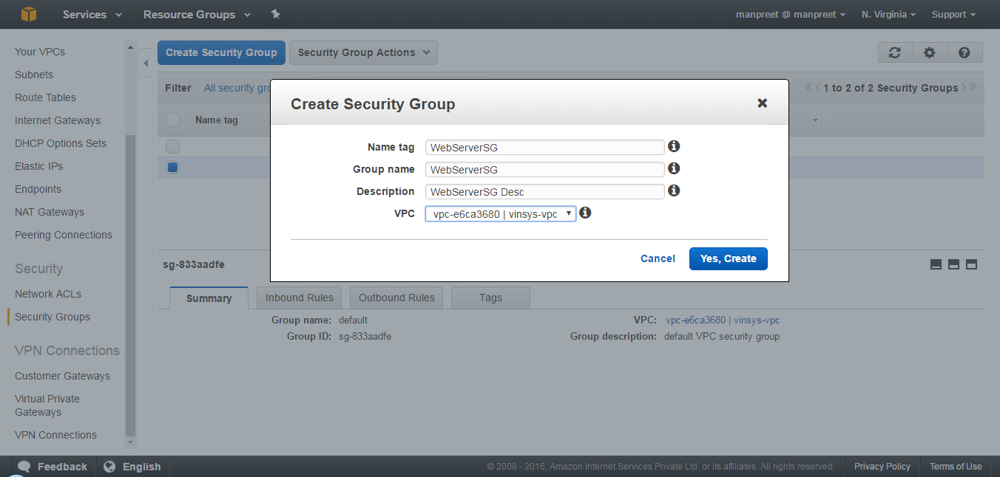 Services Resource Groups manpreet @ manpreet N. Virginia Support
Your VPCs
Subnets
Route Tables
Internet Gateways
DHCP Options Sets
Elastic IPs
Endpoints
NAT Gateways
Peering Connections
Security
Network ACLs
Security Groups
VPN Connections
Customer Gateways
Virtual Private
Gateways
VPN Connections
Create Security Group Security Group Actions
Filter All security gro 1 to 2 of 2 Security Groups
Name tag
Create Security Group
Name tag WebServerSG
Group name WebServerSG
Description WebServerSG Desc
VPC vpc-e6ca3680 | vinsys-vpc
Cancel Yes, Create
sg-833aadfe
Summary Inbound Rules Outbound Rules Tags
Group name: default VPC: vpc-e6ca3680 | vinsys-vpc
Group ID: sg-833aadfe Group description: default VPC security group
Feedback English © 2008 - 2016, Amazon Internet Services Private Ltd. or its affiliates. All rights reserved. Privacy Policy Terms of Use